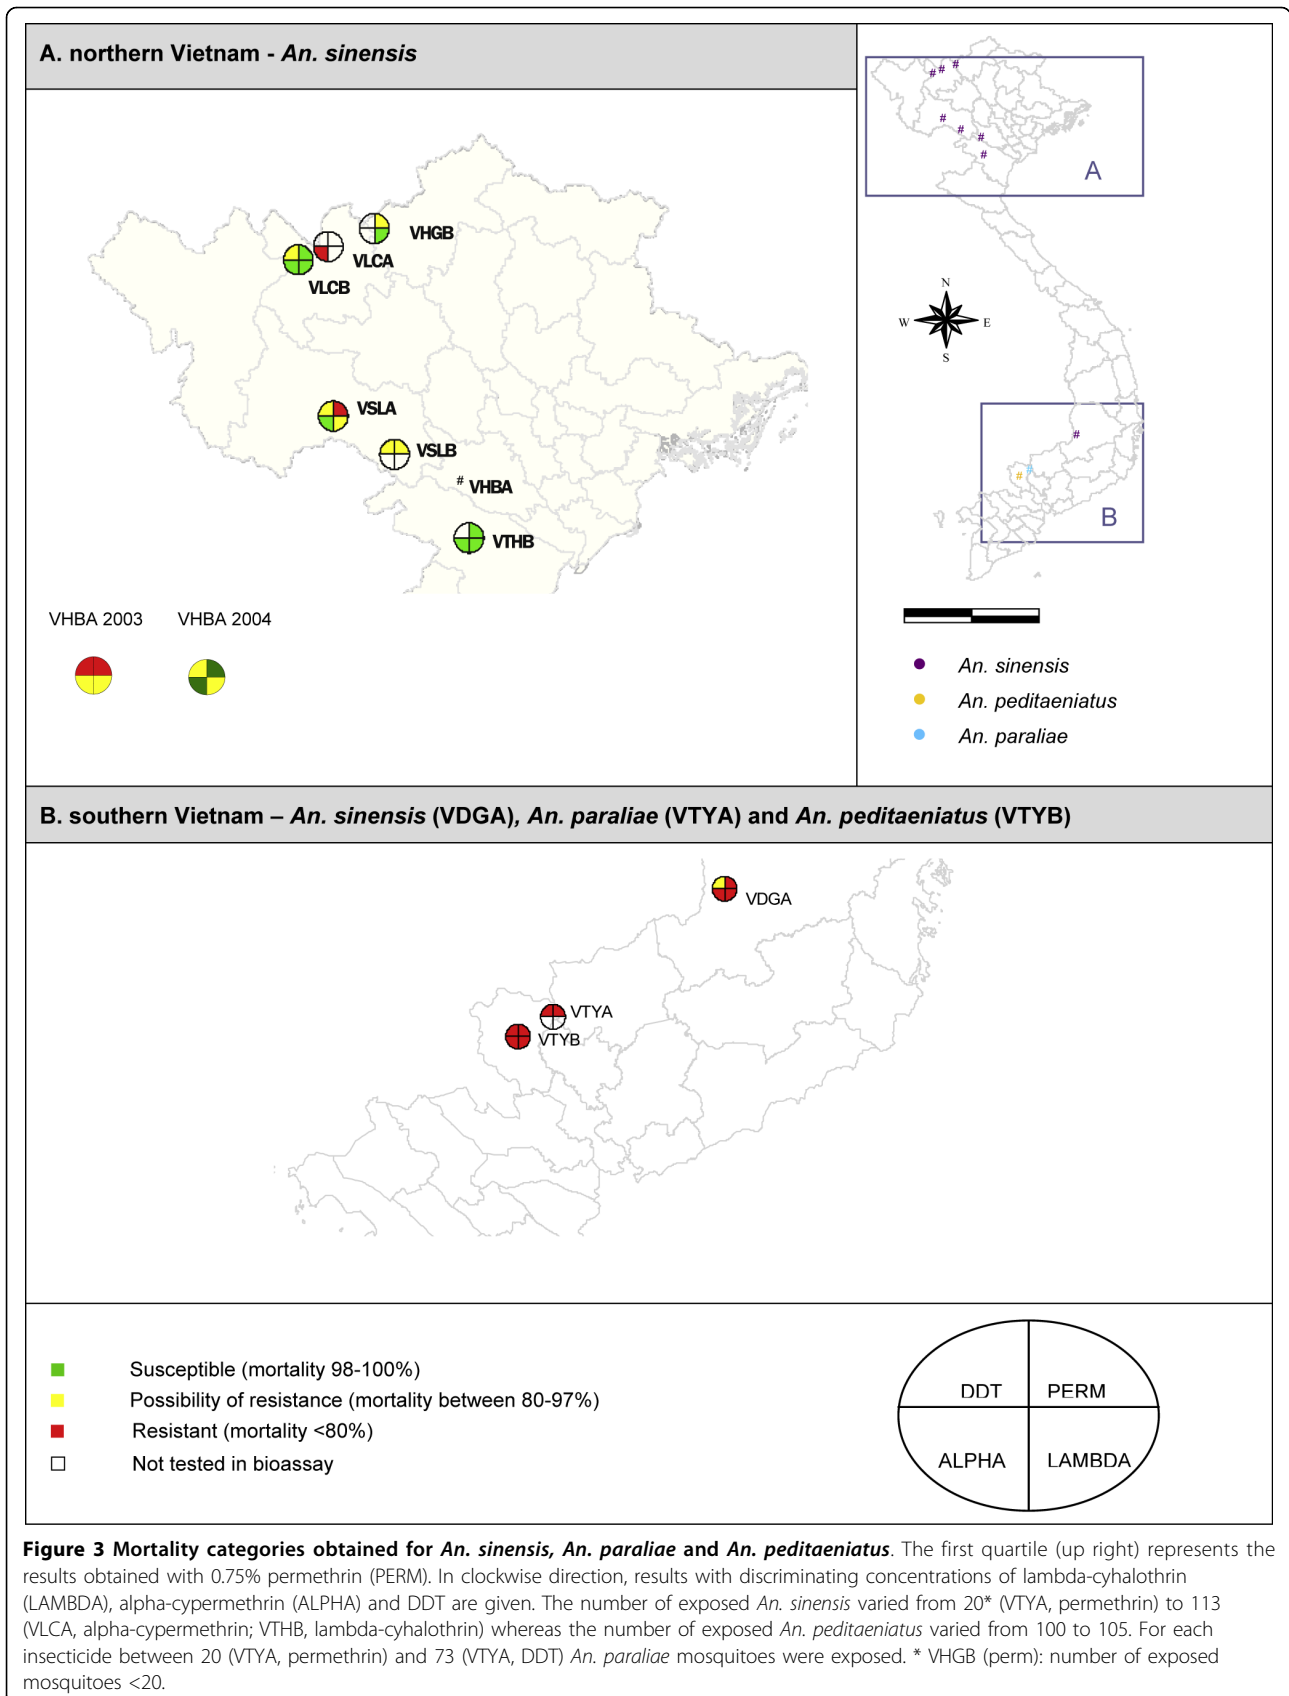 A. northern Vietnam - An. sinensis
VHGB
VLCA
VLCB
VSLA
VSLB
# VHBA
VTHB
VHBA 2003 VHBA 2004
# # #
# # # #
A
N
W E
S
#
# #
B
An. sinensis
An. peditaeniatus
An. paraliae
B. southern Vietnam – An. sinensis (VDGA), An. paraliae (VTYA) and An. peditaeniatus (VTYB)
VDGA
VTYA
VTYB
Susceptible (mortality 98-100%)
Possibility of resistance (mortality between 80-97%)
Resistant (mortality <80%)
Not tested in bioassay
DDT PERM
ALPHA LAMBDA
Figure 3 Mortality categories obtained for An. sinensis, An. paraliae and An. peditaeniatus. The first quartile (up right) represents the
results obtained with 0.75% permethrin (PERM). In clockwise direction, results with discriminating concentrations of lambda-cyhalothrin
(LAMBDA), alpha-cypermethrin (ALPHA) and DDT are given. The number of exposed An. sinensis varied from 20* (VTYA, permethrin) to 113
(VLCA, alpha-cypermethrin; VTHB, lambda-cyhalothrin) whereas the number of exposed An. peditaeniatus varied from 100 to 105. For each
insecticide between 20 (VTYA, permethrin) and 73 (VTYA, DDT) An. paraliae mosquitoes were exposed. * VHGB (perm): number of exposed
mosquitoes <20.